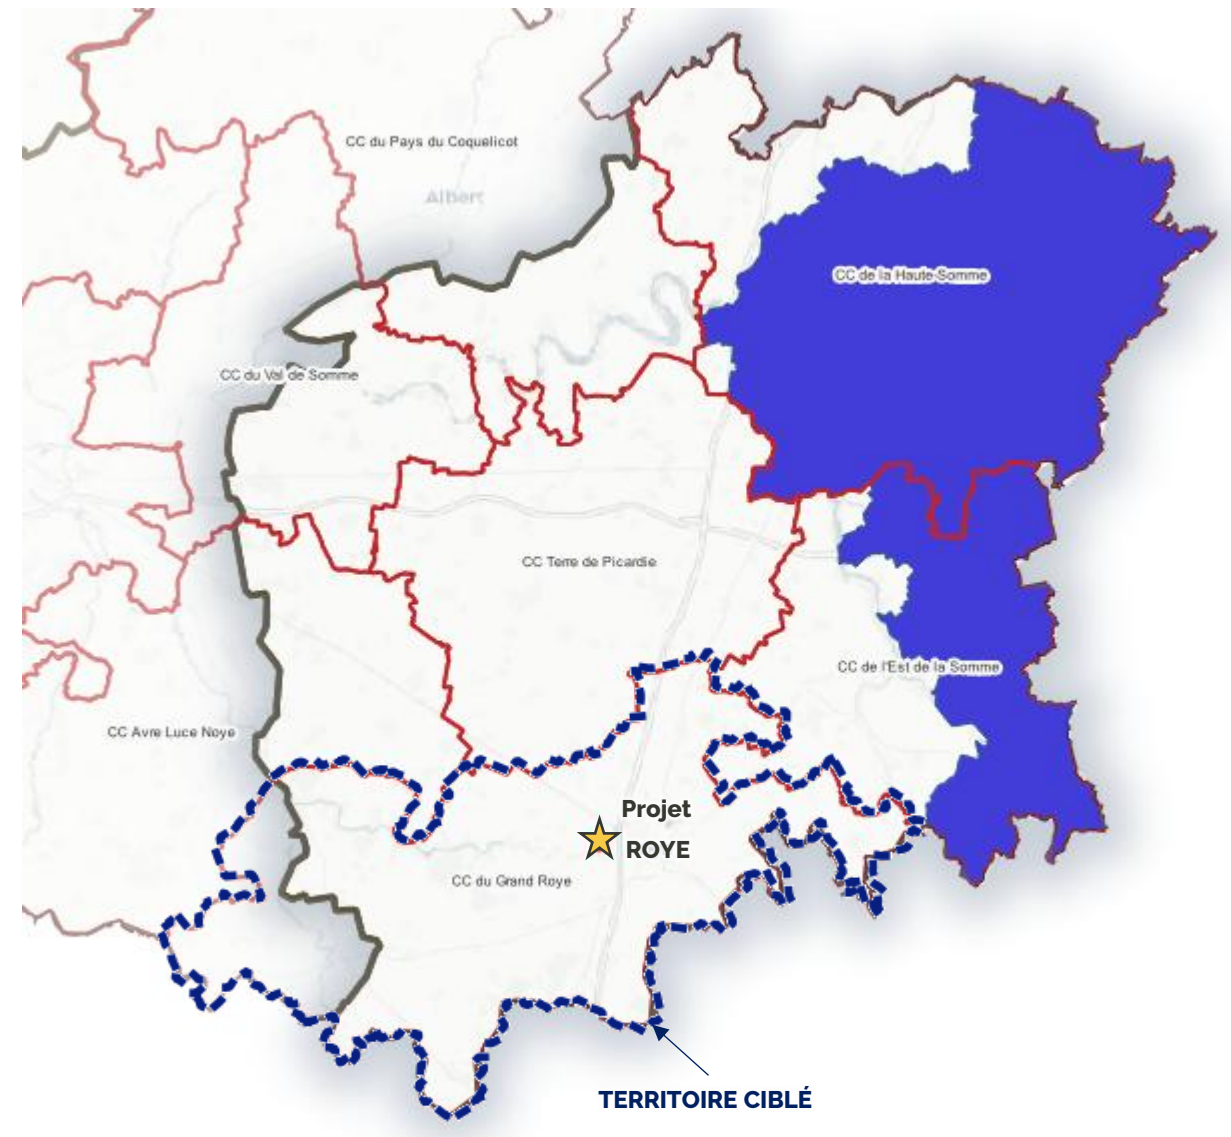 CC du Pays du Coquelicot
Albert
CC de la Haute-Somme
CC du Val de Somme
CC Terre de Picardie
CC de l'Est de la Somme
CC Avre Luce Noye
Projet
ROYE
CC du Grand Roye
TERRITOIRE CIBLÉ